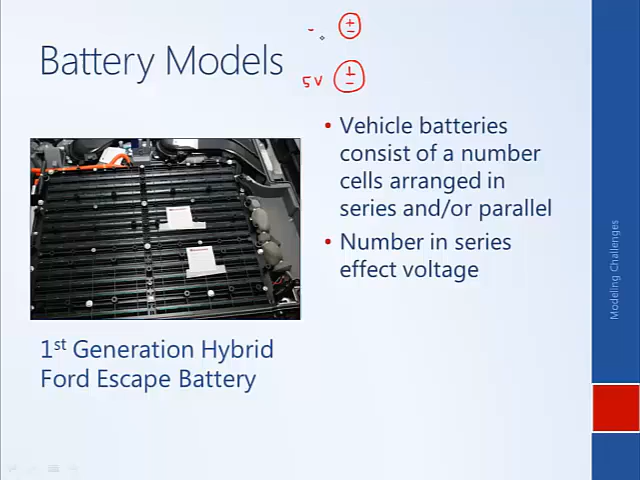 Battery Models
5V
• Vehicle batteries
consist of a number
cells arranged in
series and/or parallel
• Number in series
effect voltage
1st Generation Hybrid
Ford Escape Battery
Modeling Challenges